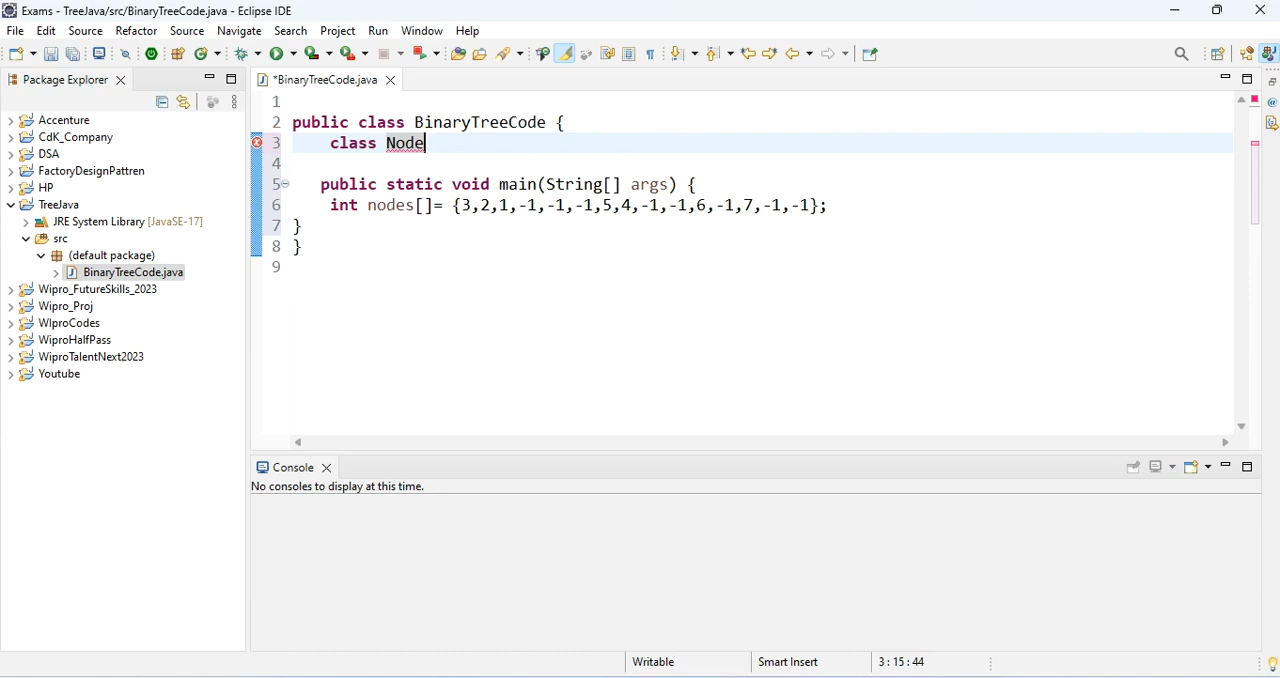 Exams - TreeJava/src/BinaryTreeCode.java - Eclipse IDE
File Edit Source Refactor Source Navigate Search Project Run Window Help
Package Explorer
*BinaryTreeCode.java
Accenture
CdK_Company
DSA
FactoryDesignPattren
HP
TreeJava
JRE System Library [JavaSE-17]
src
(default package)
BinaryTreeCode.java
Wipro_FutureSkills_2023
Wipro_Proj
WIproCodes
WiproHalfPass
WiproTalentNext2023
Youtube
1
2 public class BinaryTreeCode {
3 class Node
4
5 public static void main(String[] args) {
6 int nodes[]= {3,2,1,-1,-1,-1,5,4,-1,-1,6,-1,7,-1,-1};
7 }
8 }
9
Console
No consoles to display at this time.
Writable Smart Insert 3 : 15 : 44